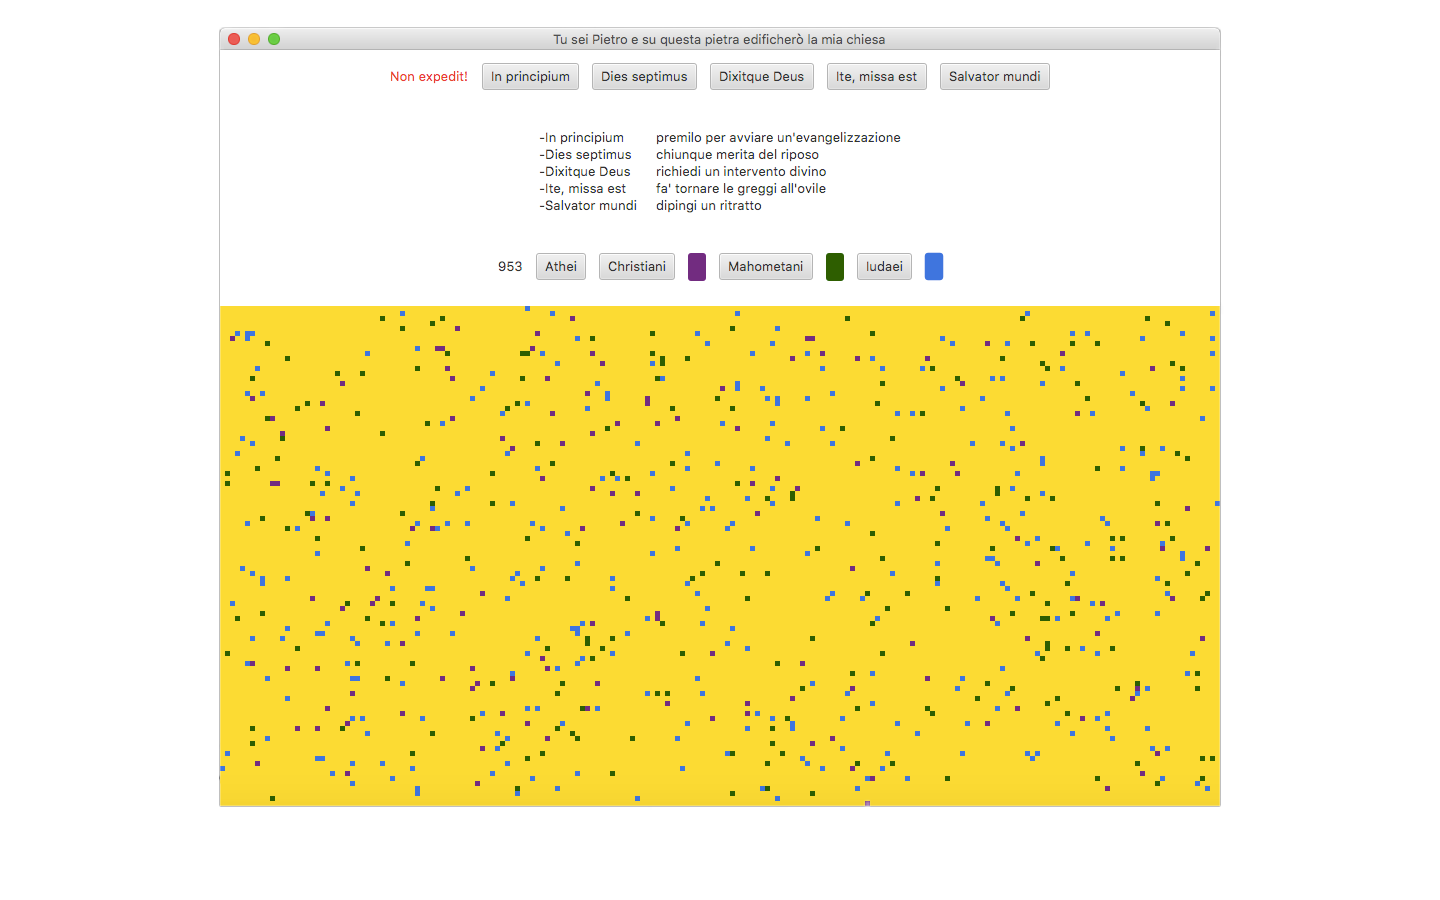 Tu sei Pietro e su questa pietra edificherò la mia chiesa
Non expedit! In principium Dies septimus Dixitque Deus Ite, missa est Salvator mundi
-In principium premilo per avviare un'evangelizzazione
-Dies septimus chiunque merita del riposo
-Dixitque Deus richiedi un intervento divino
-Ite, missa est fa' tornare le greggi all'ovile
-Salvator mundi dipingi un ritratto
953 Athei Christiani Mahometani Iudaei